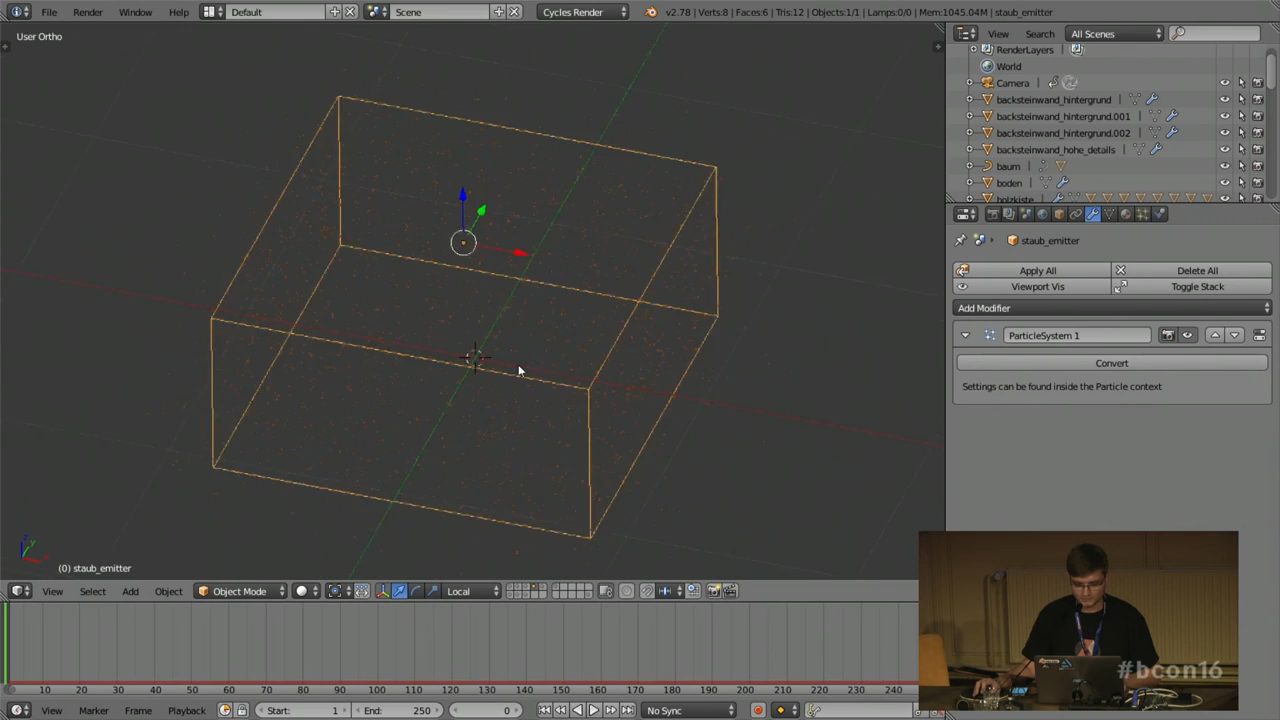 File Render Window Help Default Scene Cycles Render v2.78 | Verts:8 | Faces:6 | Tris:12 | Objects:1/1 | Lamps:0/0 | Mem:1045.04M | staub_emitter
User Ortho
View Search All Scenes
RenderLayers
World
Camera
backsteinwand_hintergrund
backsteinwand_hintergrund.001
backsteinwand_hintergrund.002
backsteinwand_hohe_details
baum
boden
holzkiste
staub_emitter
Apply All Delete All
Viewport Vis Toggle Stack
Add Modifier
ParticleSystem 1
Convert
Settings can be found inside the Particle context
z
y
x
(0) staub_emitter
View Select Add Object Object Mode Local
#bcon16
10 20 30 40 50 60 70 80 90 100 110 120 130 140 150 160 170 180 190 200 210 220 230 240
View Marker Frame Playback Start: 1 End: 250 0 No Sync